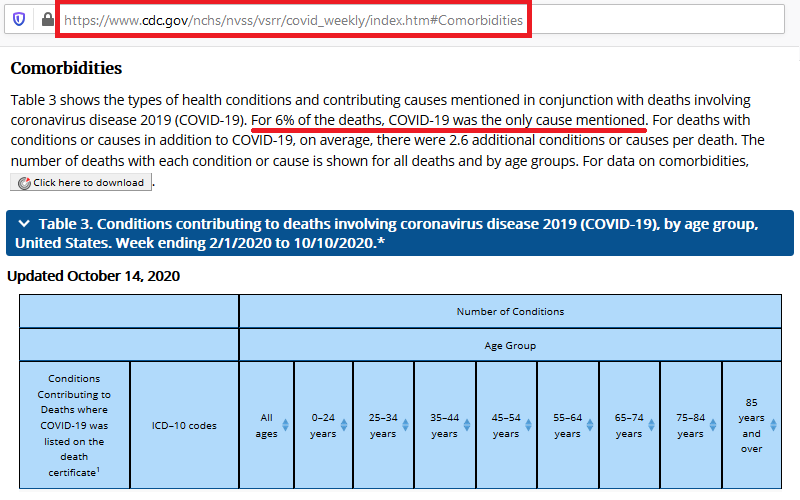 https://www.cdc.gov/nchs/nvss/vsrr/covid_weekly/index.htm#Comorbidities
Comorbidities
Table 3 shows the types of health conditions and contributing causes mentioned in conjunction with deaths involving
coronavirus disease 2019 (COVID-19). For 6% of the deaths, COVID-19 was the only cause mentioned. For deaths with
conditions or causes in addition to COVID-19, on average, there were 2.6 additional conditions or causes per death. The
number of deaths with each condition or cause is shown for all deaths and by age groups. For data on comorbidities,
Click here to download.
Table 3. Conditions contributing to deaths involving coronavirus disease 2019 (COVID-19), by age group,
United States. Week ending 2/1/2020 to 10/10/2020.*
Updated October 14, 2020
Number of Conditions
Age Group
Conditions
Contributing to
Deaths where
COVID-19 was
listed on the
death
certificate1
ICD–10 codes
All
ages
0–24
years
25–34
years
35–44
years
45–54
years
55–64
years
65–74
years
75–84
years
85
years
and
over